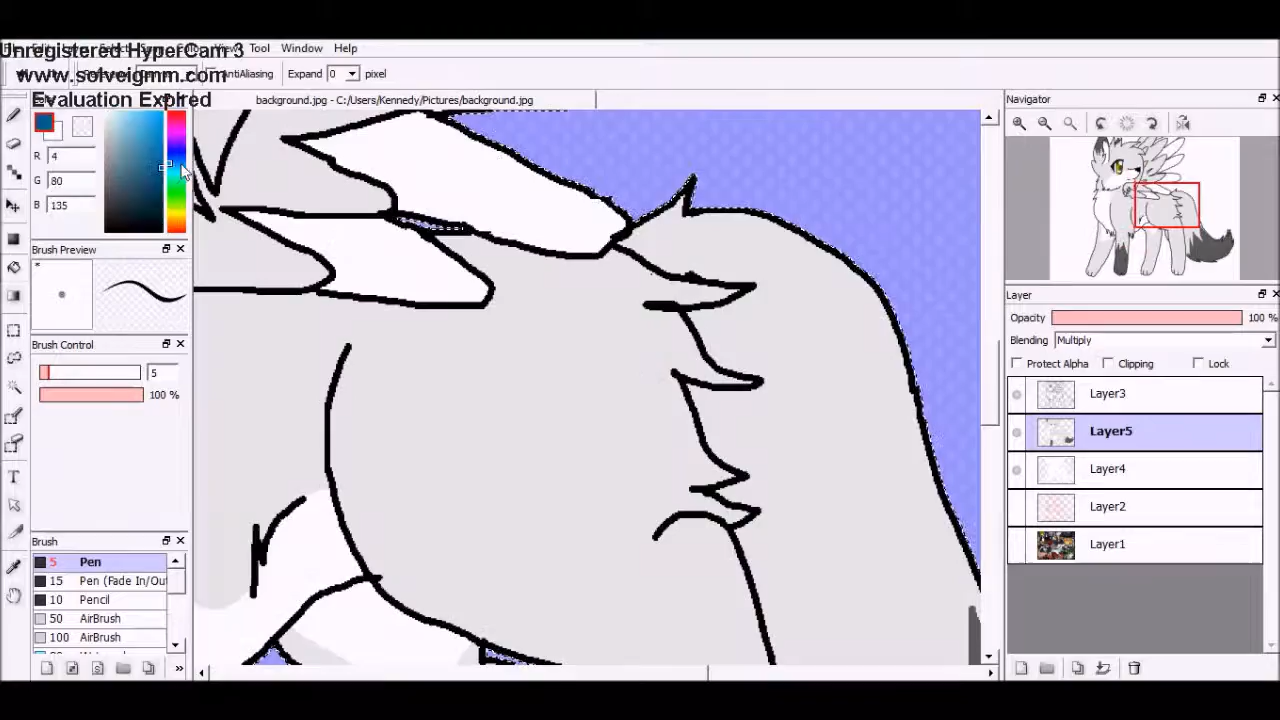 Unregistered HyperCam 3
Tool Window Help
www.solveigmm.com
AntiAliasing Expand 0 pixel
Evaluation Expired
background.jpg - C:/Users/Kennedy/Pictures/background.jpg
Navigator
R 4
G 80
B 135
Brush Preview
Brush Control
5
100 %
Brush
5 Pen
15 Pen (Fade In/Out
10 Pencil
50 AirBrush
100 AirBrush
Layer
Opacity 100 %
Blending Multiply
Protect Alpha Clipping Lock
Layer3
Layer5
Layer4
Layer2
Layer1